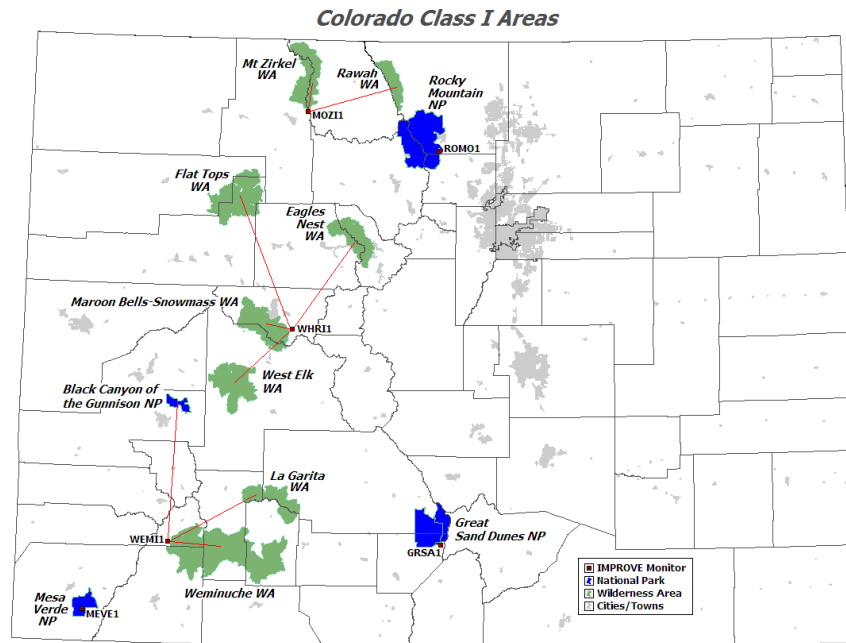 Colorado Class I Areas
Mt Zirkel
WA
Rawah
WA
Rocky
Mountain
NP
MOZI1
ROMO1
Flat Tops
WA
Eagles
Nest
WA
Maroon Bells-Snowmass WA
WHRI1
West Elk
WA
Black Canyon of
the Gunnison NP
La Garita
WA
WEMI1
Great
Sand Dunes NP
GRSA1
Weminuche WA
Mesa
Verde
NP
MEVE1
IMPROVE Monitor
National Park
Wilderness Area
Cities/Towns